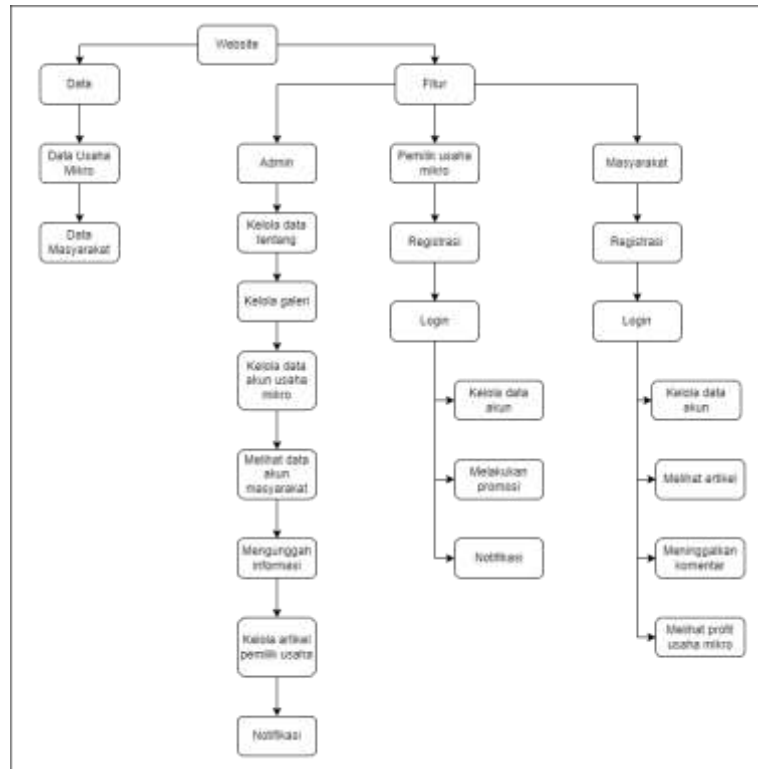 Website
Data
Fitur
Data Usaha
Mikro
Admin
Pemilik usaha
mikro
Masyarakat
Data
Masyarakat
Kelola data
tentang
Registrasi
Registrasi
Kelola galeri
Login
Login
Kelola data
akun usaha
mikro
Kelola data
akun
Kelola data
akun
Melihat data
akun
masyarakat
Melakukan
promosi
Melihat artikel
Mengunggah
informasi
Notifikasi
Meninggalkan
komentar
Kelola artikel
pemilik usaha
Melihat profil
usaha mikro
Notifikasi